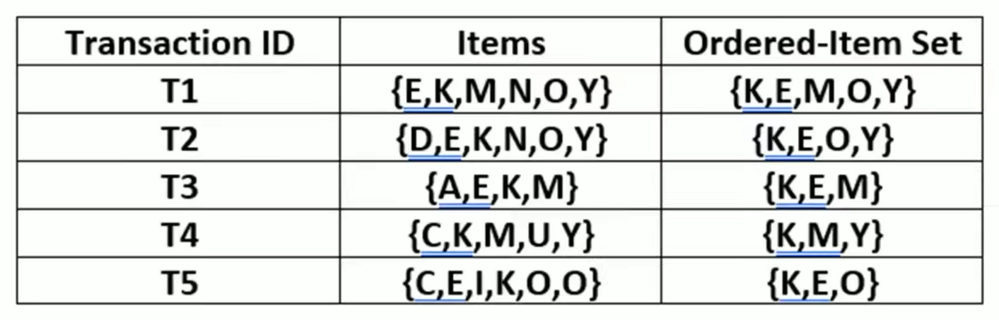 Transaction ID Items Ordered-Item Set
T1 {E,K,M,N,O,Y} {K,E,M,O,Y}
T2 {D,E,K,N,O,Y} {K,E,O,Y}
T3 {A,E,K,M} {K,E,M}
T4 {C,K,M,U,Y} {K,M,Y}
T5 {C,E,I,K,O,O} {K,E,O}